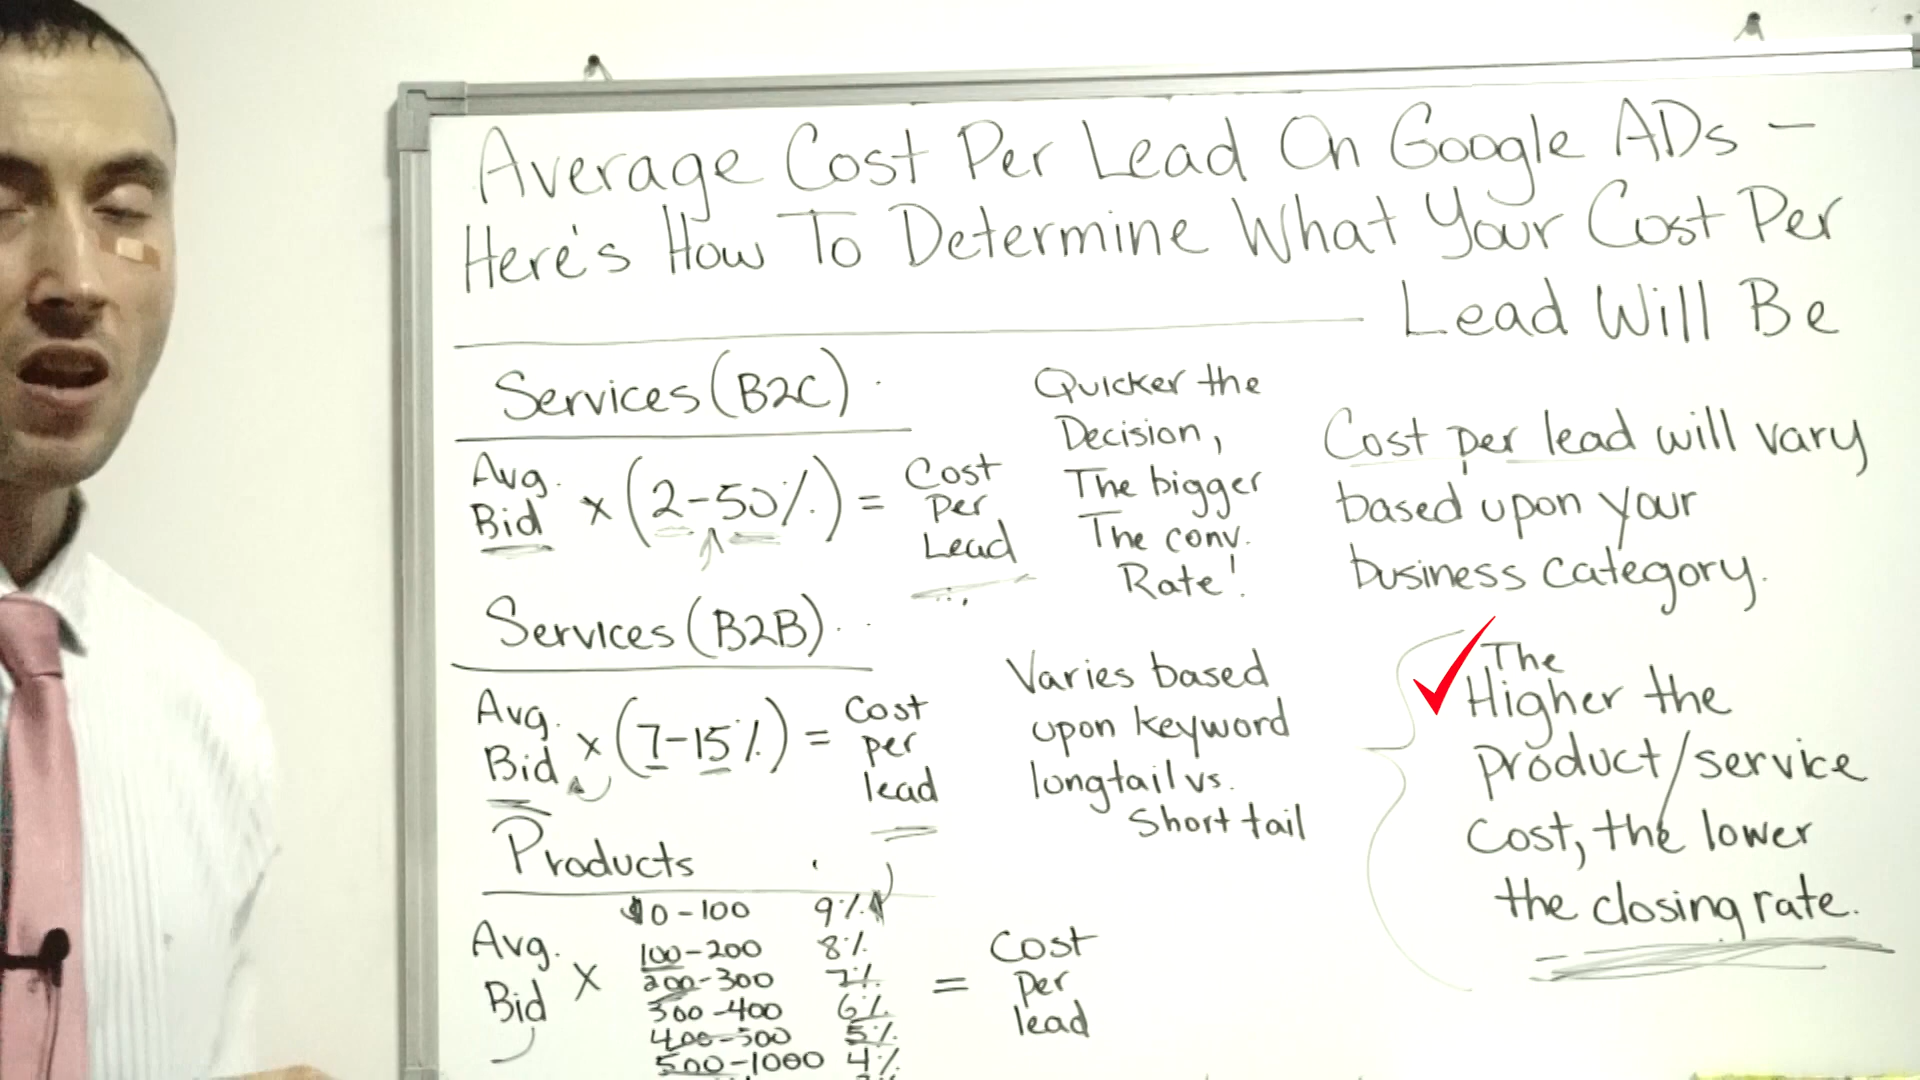 Average Cost Per Lead On Google ADs –
Here's How To Determine What Your Cost Per
Lead Will Be
Services (B2C)
Avg. Bid × (2-50%) = Cost Per Lead
Quicker the
Decision,
The bigger
The conv.
Rate!
Services (B2B)
Avg. Bid × (7-15%) = Cost per lead
Varies based
upon keyword
longtail vs.
Short tail
Products
Avg. Bid × = Cost Per lead
0-100 9%
100-200 8%
200-300 7%
300-400 6%
400-500 5%
500-1000 4%
Cost per lead will vary
based upon your
business category.
The
Higher the
product/service
Cost, the lower
the closing rate.